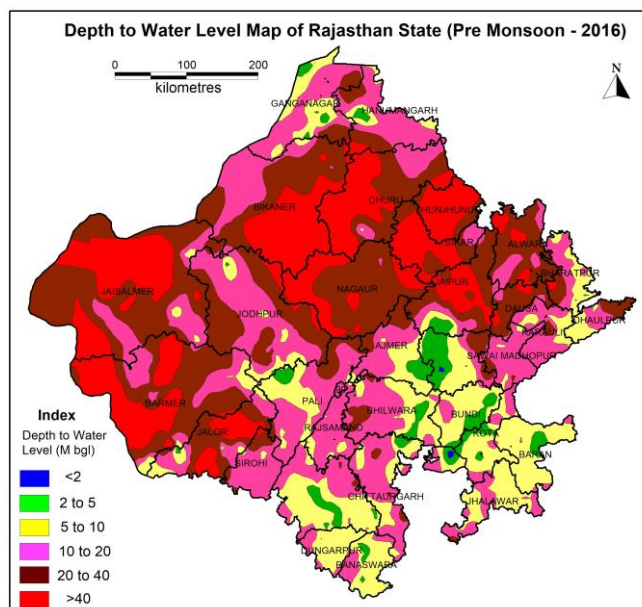 Depth to Water Level Map of Rajasthan State (Pre Monsoon - 2016)
0 100 200
kilometres
N
GANGANAGAR
HANUMANGARH
BIKANER
CHURU
JHUNJHUNU
SIKAR
ALWAR
BHARATPUR
JAISALMER
JODHPUR
NAGAUR
JAIPUR
DAUSA
DHAULPUR
KARAULI
AJMER
SAWAI MADHOPUR
BARMER
PALI
BHILWARA
BUNDI
RAJSAMAND
KOTA
JALOR
SIROHI
BARAN
CHITTAURGARH
JHALAWAR
DUNGARPUR
BANASWARA
Index
Depth to Water
Level (M bgl)
<2
2 to 5
5 to 10
10 to 20
20 to 40
>40